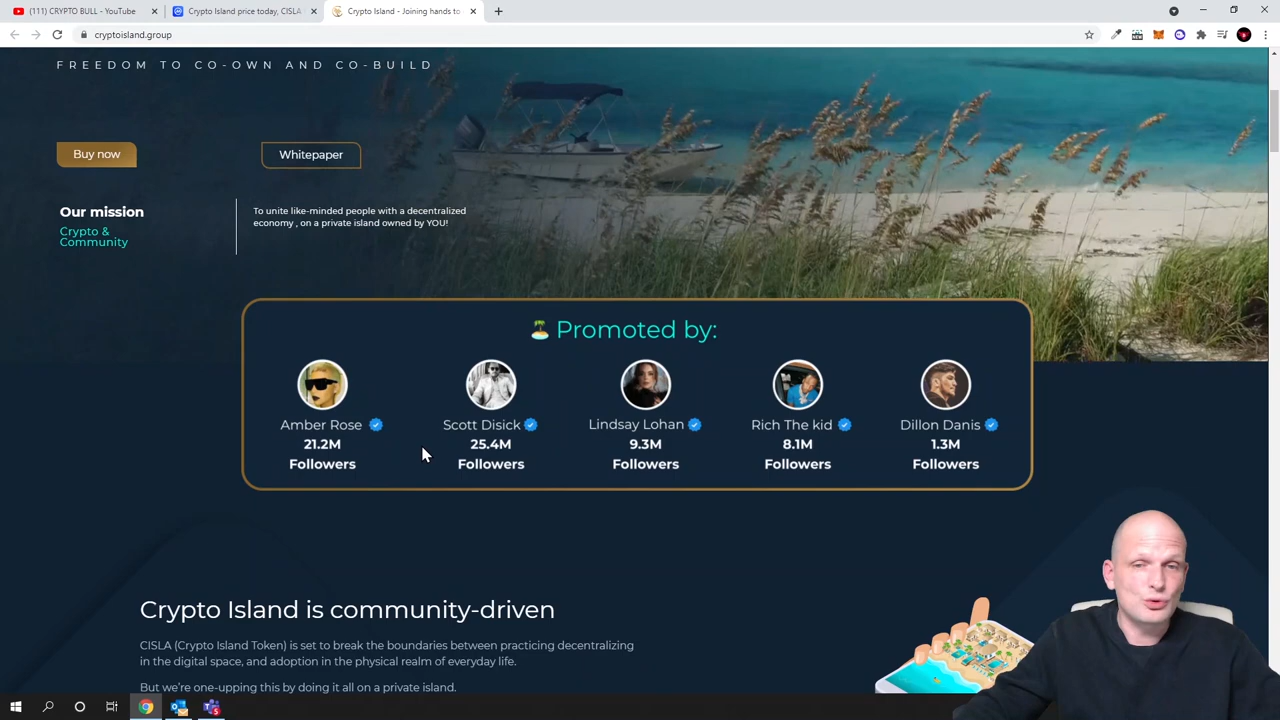 (111) CRYPTO BULL - YouTube
Crypto Island price today, CISLA
Crypto Island - Joining hands to
cryptoisland.group
FREEDOM TO CO-OWN AND CO-BUILD
Buy now
Whitepaper
Our mission
Crypto &
Community
To unite like-minded people with a decentralized
economy , on a private island owned by YOU!
Promoted by:
Amber Rose
21.2M
Followers
Scott Disick
25.4M
Followers
Lindsay Lohan
9.3M
Followers
Rich The kid
8.1M
Followers
Dillon Danis
1.3M
Followers
Crypto Island is community-driven
CISLA (Crypto Island Token) is set to break the boundaries between practicing decentralizing
in the digital space, and adoption in the physical realm of everyday life.
But we're one-upping this by doing it all on a private island.